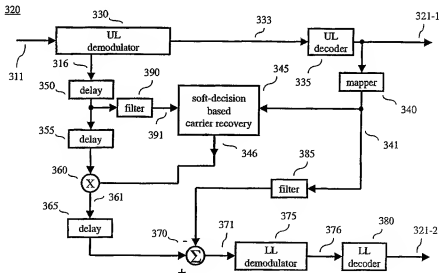 320
330
UL
demodulator
333
UL
decoder
321-1
311
316
390
345
335
mapper
340
350
delay
filter
391
soft-decision
based
carrier recovery
355
delay
346
341
360
X
361
385
filter
365
delay
375
380
321-2
370
-
Σ
+
371
LL
demodulator
376
LL
decoder